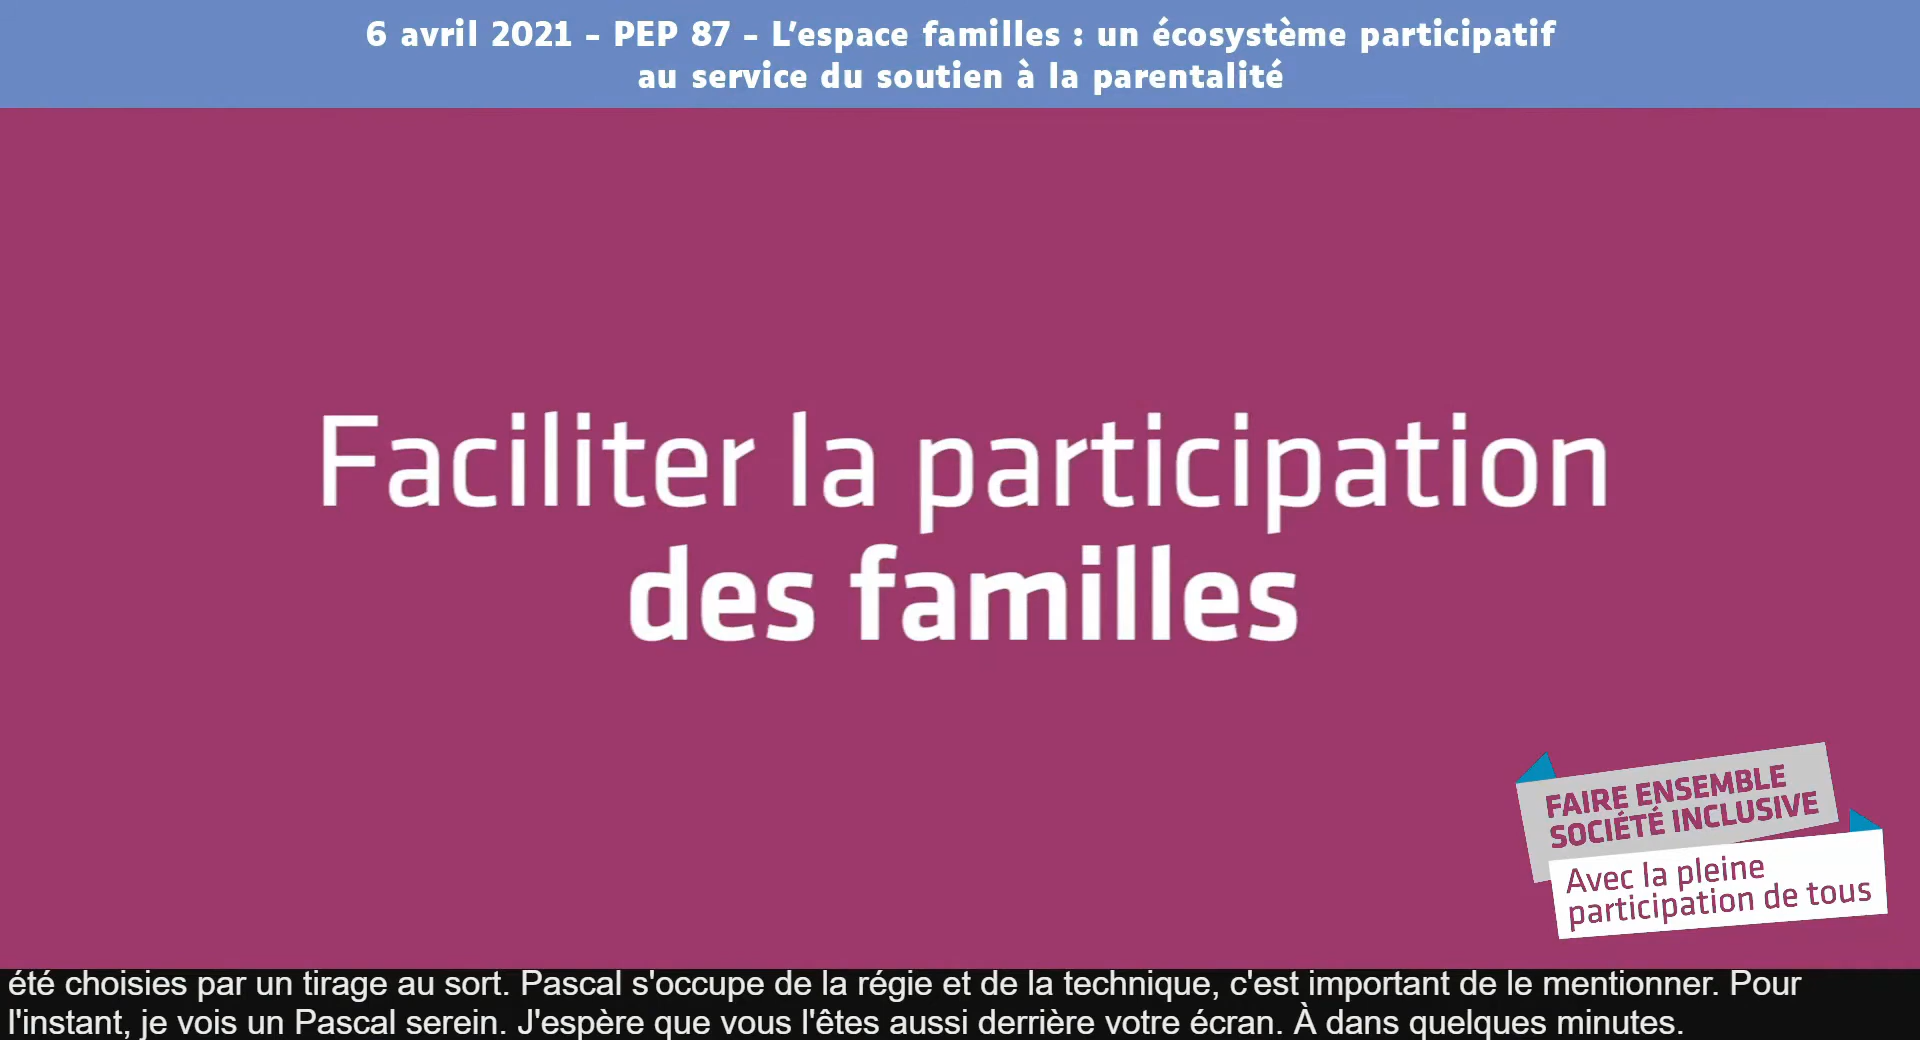 6 avril 2021 - PEP 87 - L'espace familles : un écosystème participatif
au service du soutien à la parentalité
Faciliter la participation
des familles
FAIRE ENSEMBLE
SOCIÉTÉ INCLUSIVE
Avec la pleine
participation de tous
été choisies par un tirage au sort. Pascal s'occupe de la régie et de la technique, c'est important de le mentionner. Pour
l'instant, je vois un Pascal serein. J'espère que vous l'êtes aussi derrière votre écran. À dans quelques minutes.